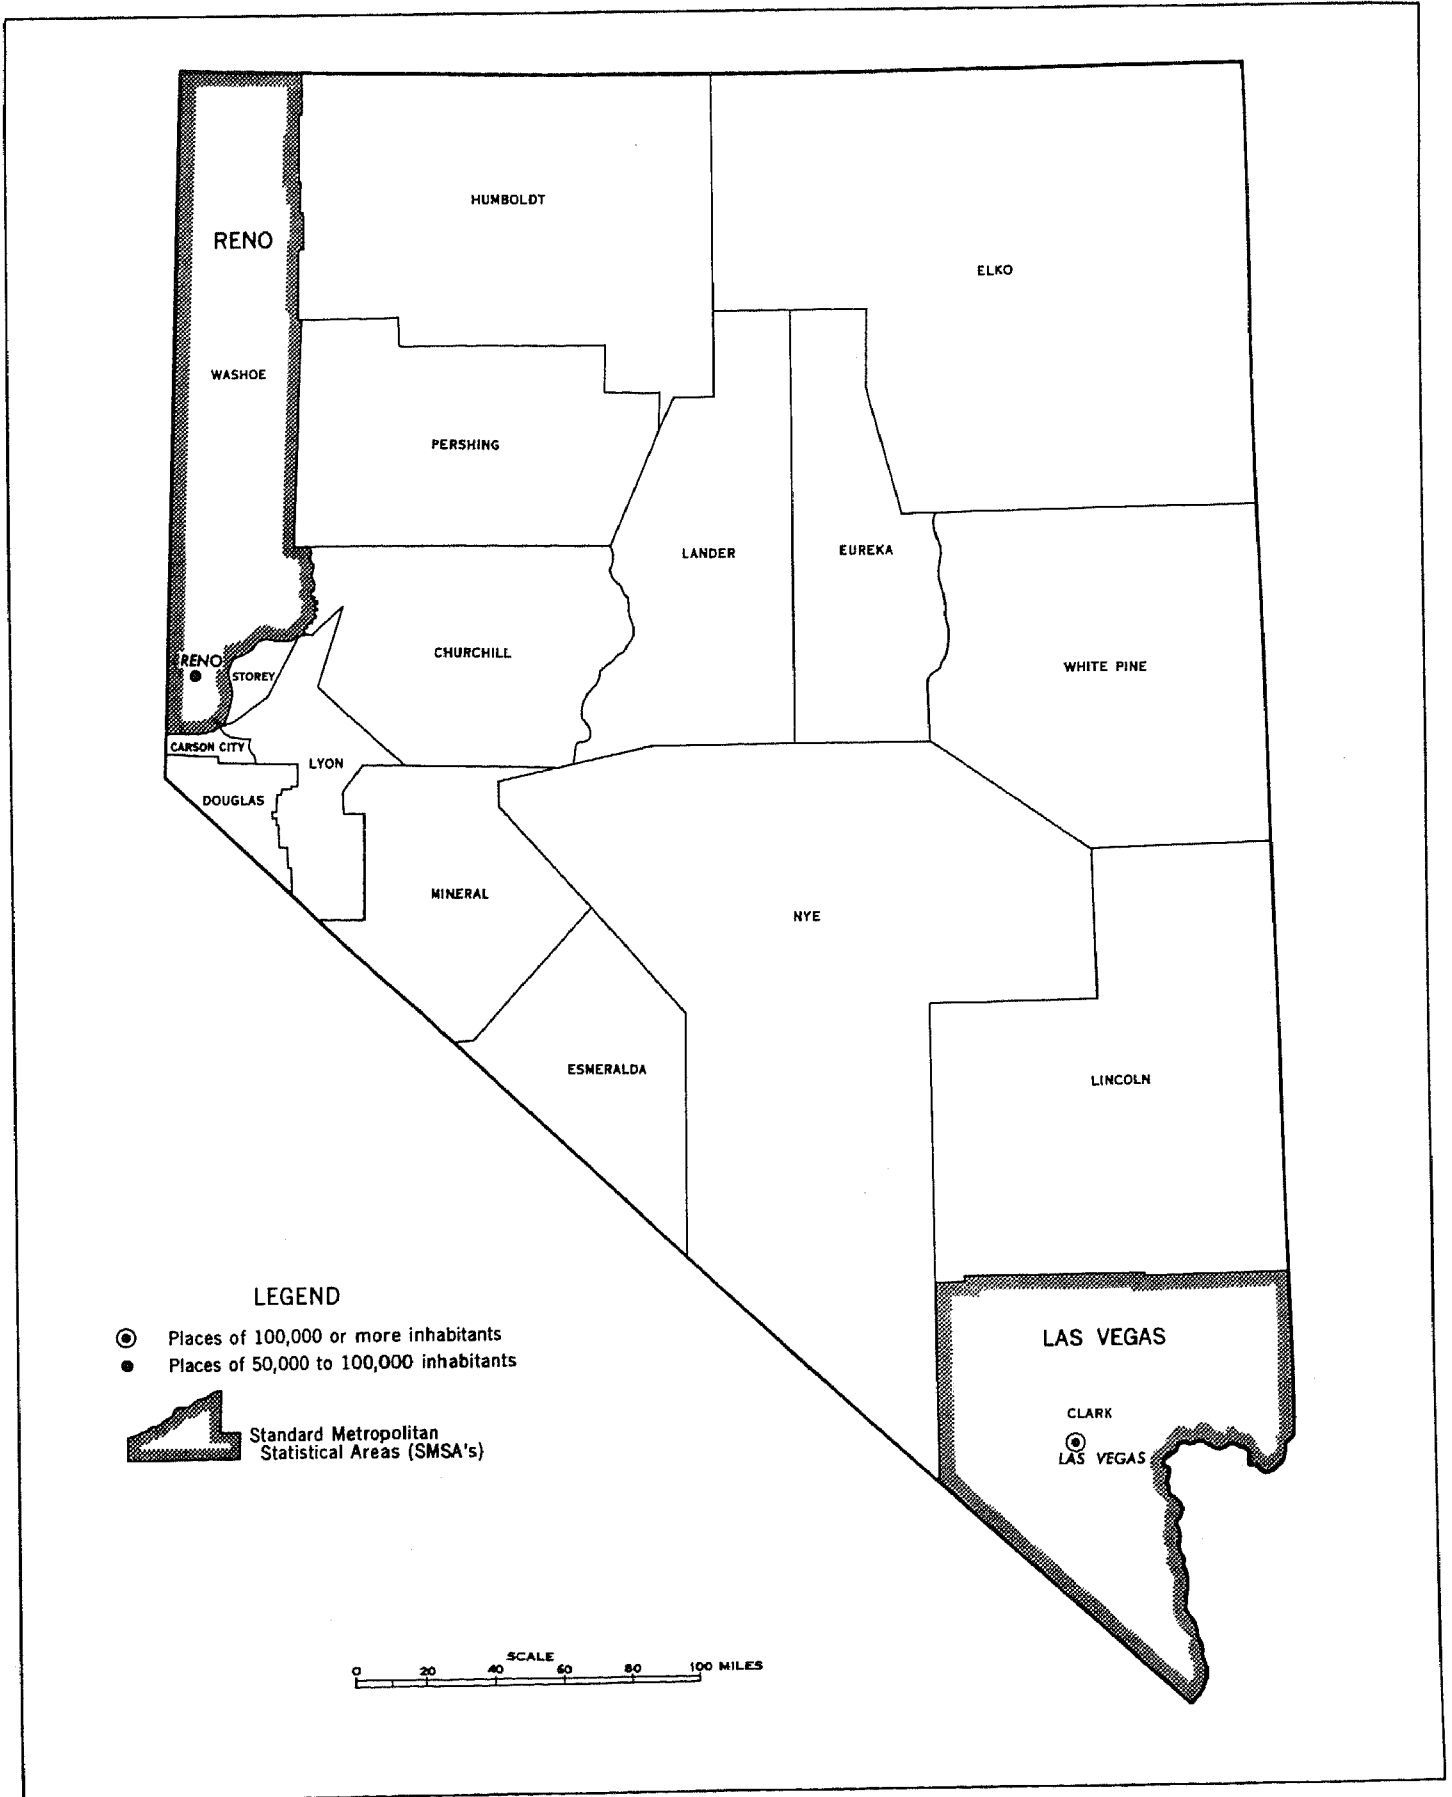 HUMBOLDT
RENO
ELKO
WASHOE
PERSHING
LANDER
EUREKA
CHURCHILL
RENO
STOREY
WHITE PINE
CARSON CITY
LYON
DOUGLAS
MINERAL
NYE
ESMERALDA
LINCOLN
LEGEND
Places of 100,000 or more inhabitants
Places of 50,000 to 100,000 inhabitants
Standard Metropolitan
Statistical Areas (SMSA's)
LAS VEGAS
CLARK
LAS VEGAS
SCALE
0 20 40 60 80 100 MILES